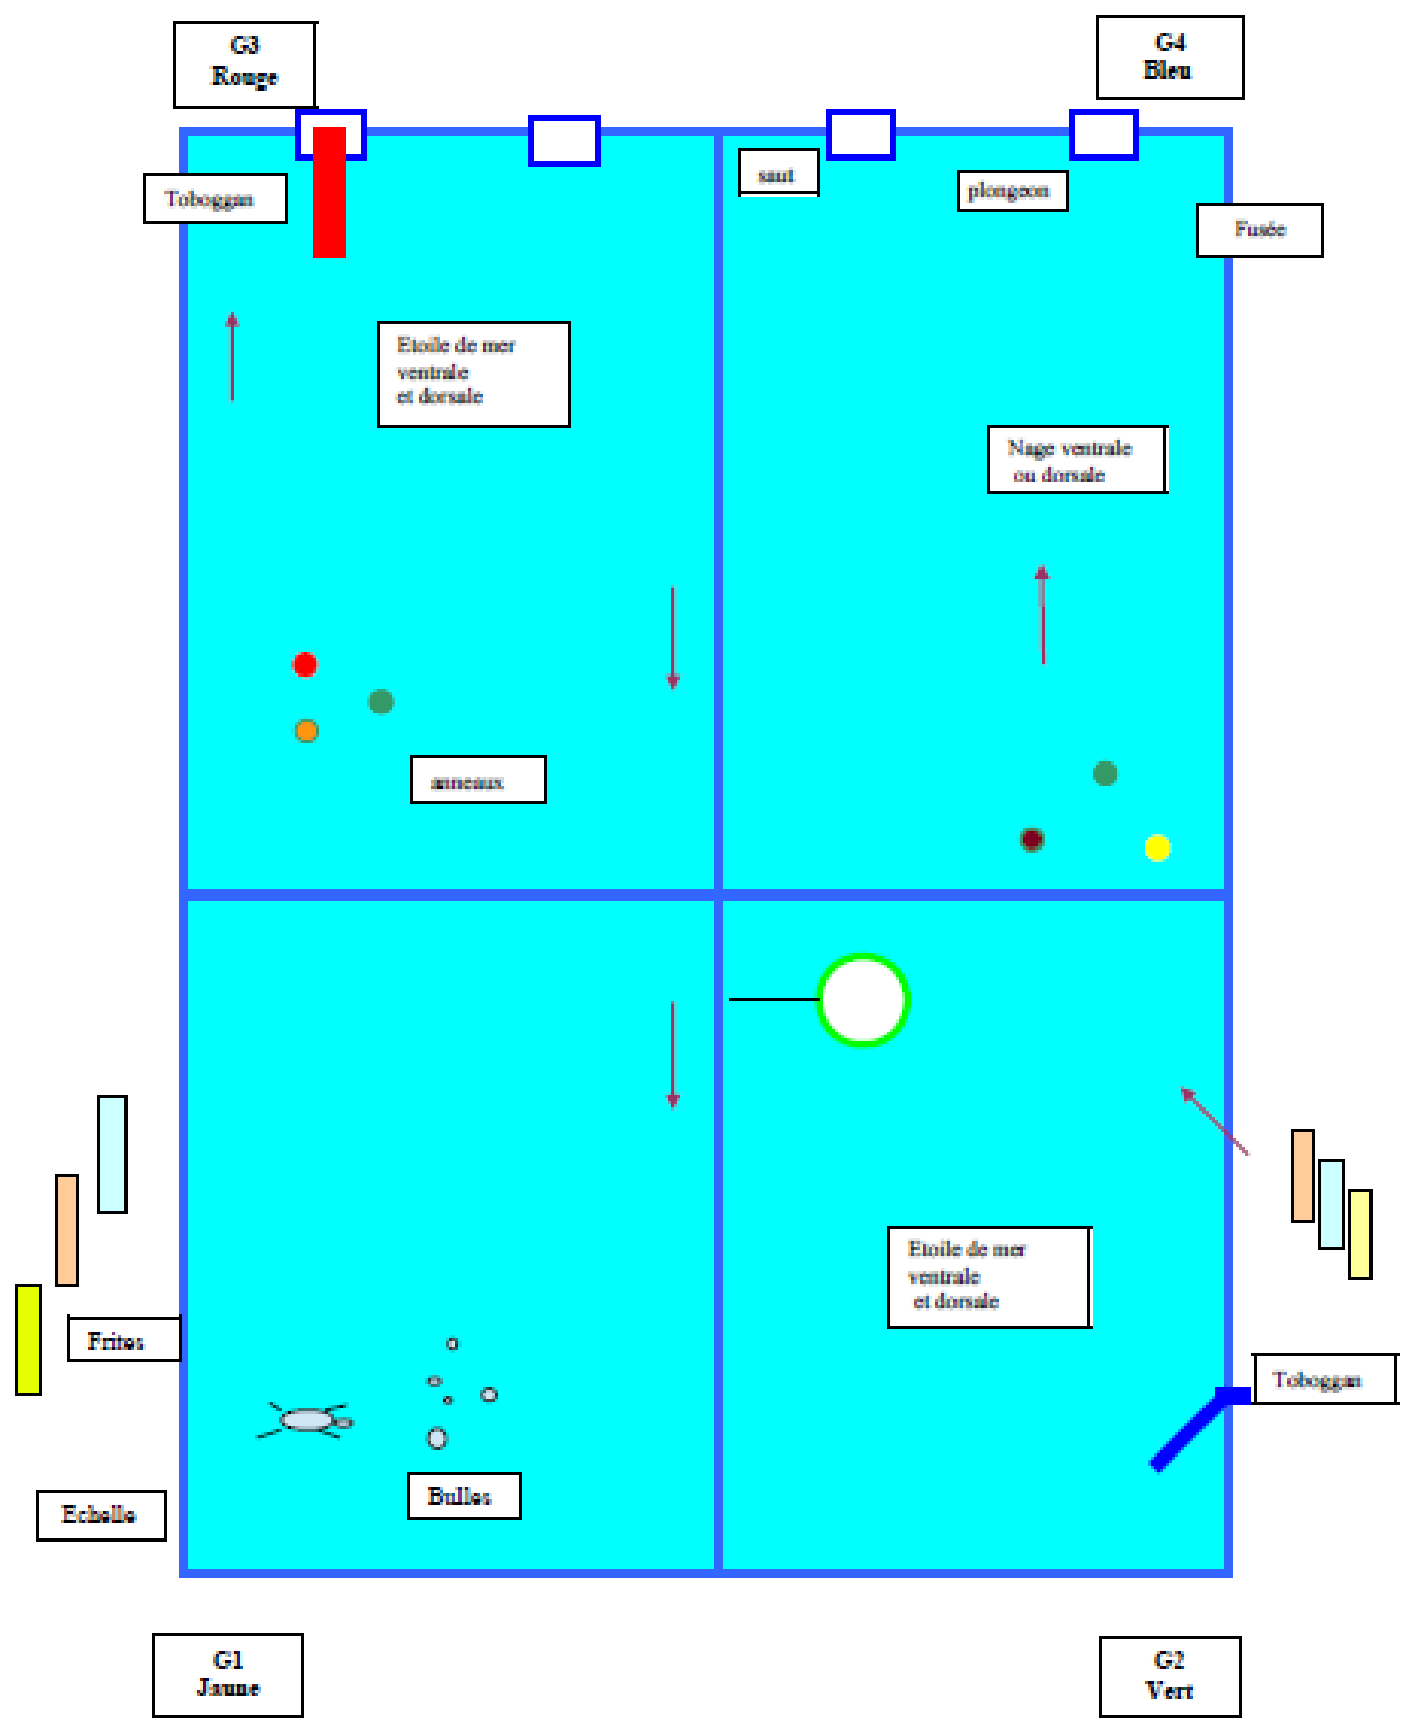 G3
Rouge
G4
Bleu
saut
Toboggan
plongeon
Fusée
Etoile de mer
ventrale
et dorsale
Nage ventrale
ou dorsale
anneaux
Etoile de mer
ventrale
et dorsale
Frites
Toboggan
Bulles
Echelle
G1
Jaune
G2
Vert